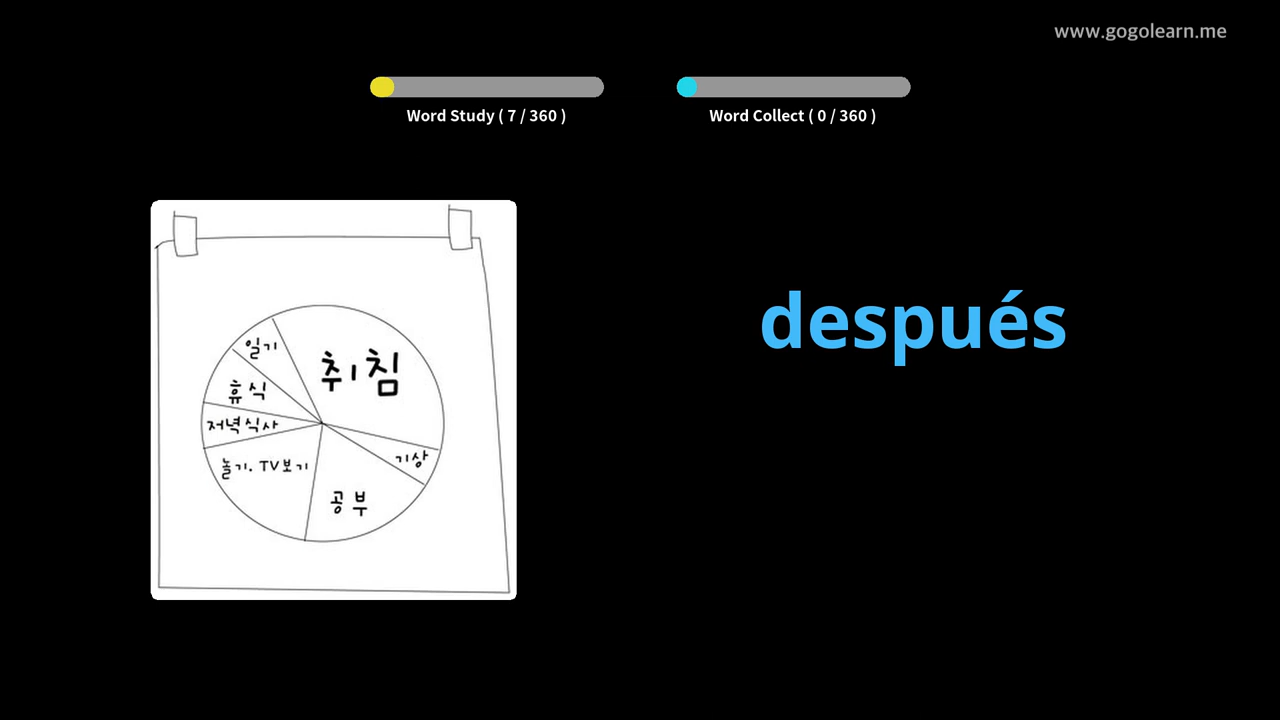 www.gogolearn.me
Word Study ( 7 / 360 )
Word Collect ( 0 / 360 )
일기
취침
휴식
저녁식사
놀기. TV보기
기상
공부
después